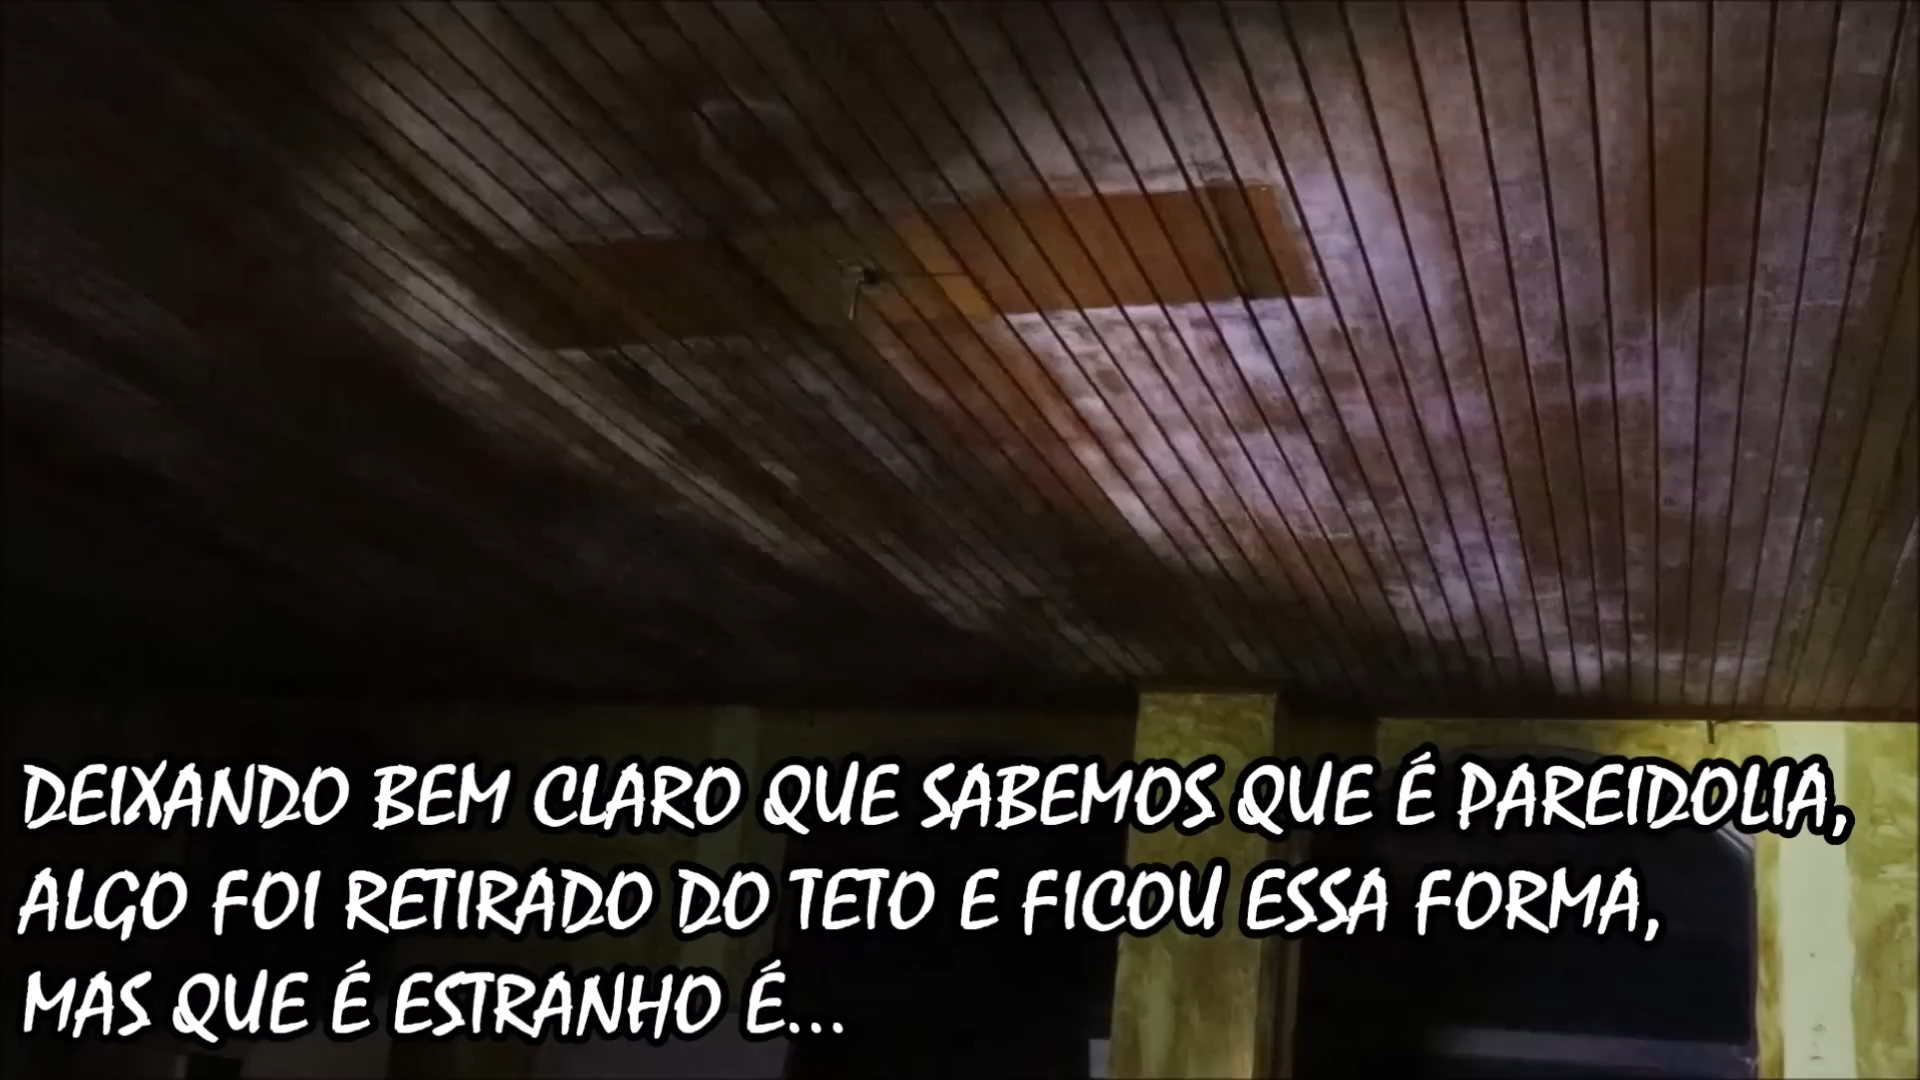 DEIXANDO BEM CLARO QUE SABEMOS QUE É PAREIDOLIA,
ALGO FOI RETIRADO DO TETO E FICOU ESSA FORMA,
MAS QUE É ESTRANHO É...